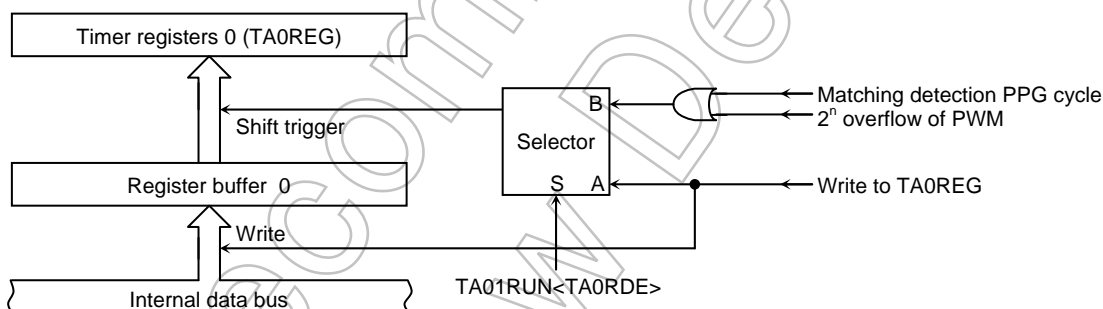 Timer registers 0 (TA0REG)
B
Matching detection PPG cycle
2ⁿ overflow of PWM
Shift trigger
Selector
Register buffer 0
S
A
Write to TA0REG
Write
TA01RUN<TA0RDE>
Internal data bus